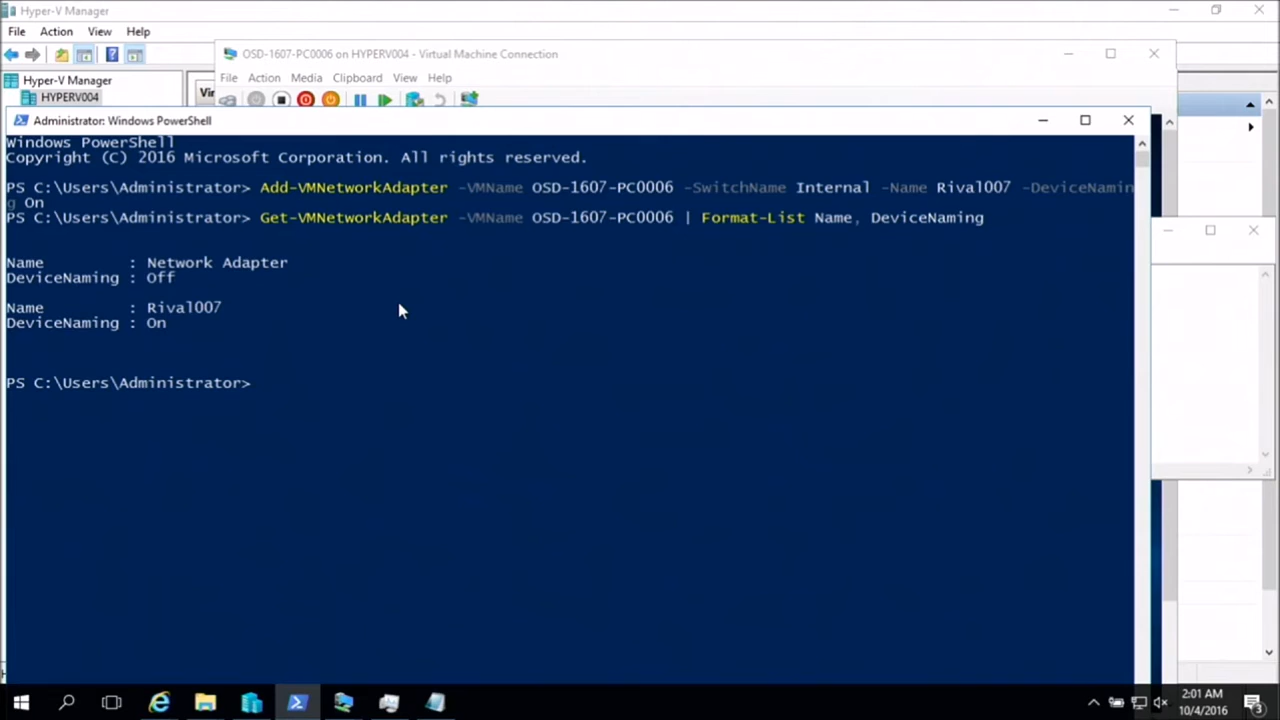 Hyper-V Manager
File Action View Help
Hyper-V Manager
HYPERV004
OSD-1607-PC0006 on HYPERV004 - Virtual Machine Connection
File Action Media Clipboard View Help
Administrator: Windows PowerShell
Windows PowerShell
Copyright (C) 2016 Microsoft Corporation. All rights reserved.
PS C:\Users\Administrator> Add-VMNetworkAdapter -VMName OSD-1607-PC0006 -SwitchName Internal -Name Rival007 -DeviceNamin
g On
PS C:\Users\Administrator> Get-VMNetworkAdapter -VMName OSD-1607-PC0006 | Format-List Name, DeviceNaming
Name : Network Adapter
DeviceNaming : Off
Name : Rival007
DeviceNaming : On
PS C:\Users\Administrator>
2:01 AM
10/4/2016
3